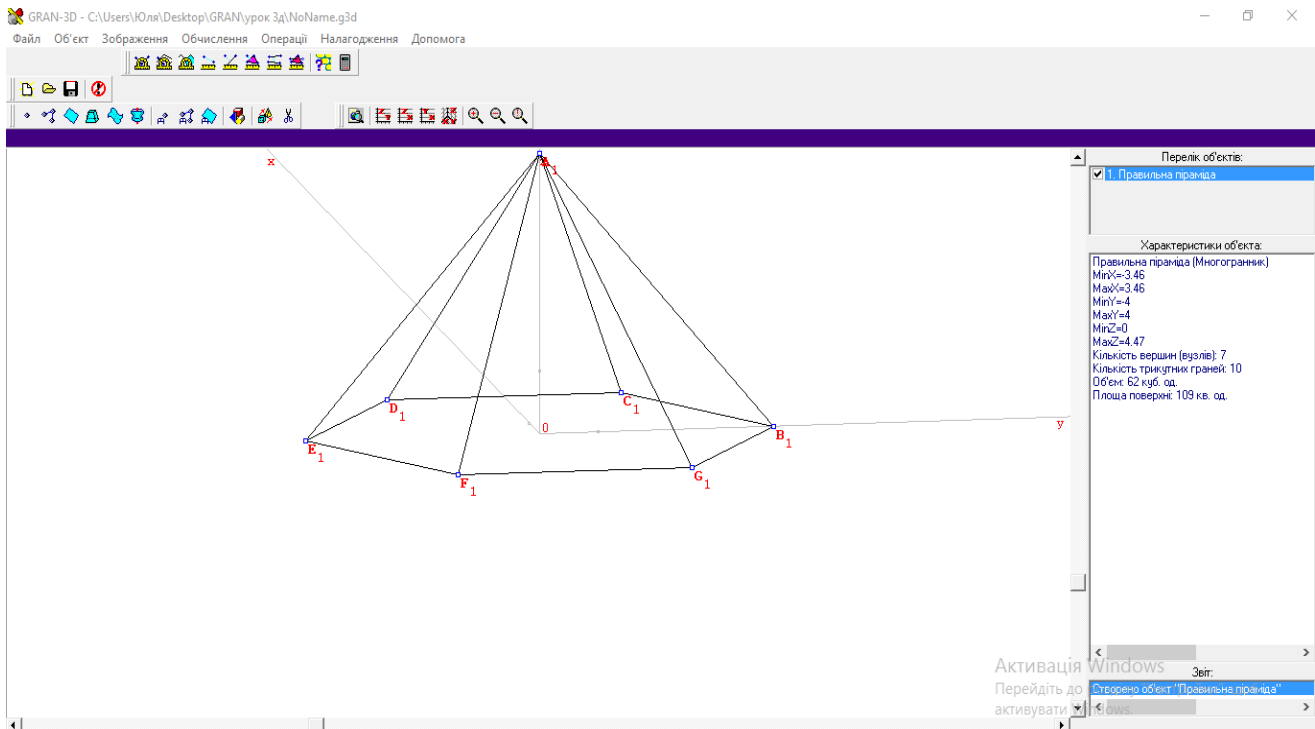 GRAN-3D - C:\Users\Юля\Desktop\GRAN\урок 3д\NoName.g3d
Файл Об'єкт Зображення Обчислення Операції Налагодження Допомога
x
A1
D1
C1
0
B1
y
E1
F1
G1
Перелік об'єктів:
1. Правильна піраміда
Характеристики об'єкта:
Правильна піраміда (Многогранник)
MinX=-3.46
MaxX=3.46
MinY=-4
MaxY=4
MinZ=0
MaxZ=4.47
Кількість вершин (вузлів): 7
Кількість трикутних граней: 10
Об'єм: 62 куб. од.
Площа поверхні: 109 кв. од.
Активація Windows
Перейдіть до
активувати Windows.
Звіт:
Створено об'єкт "Правильна піраміда"